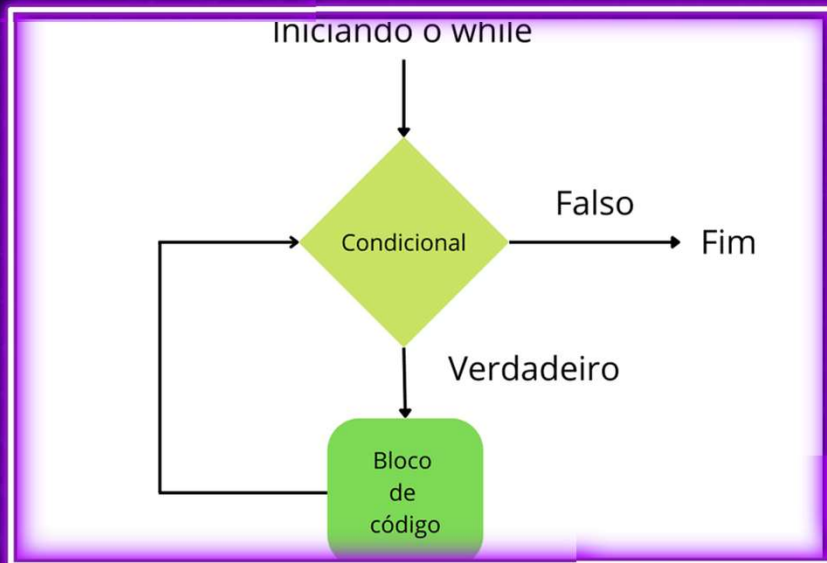 Iniciando o while
Falso
Condicional
Fim
Verdadeiro
Bloco
de
código